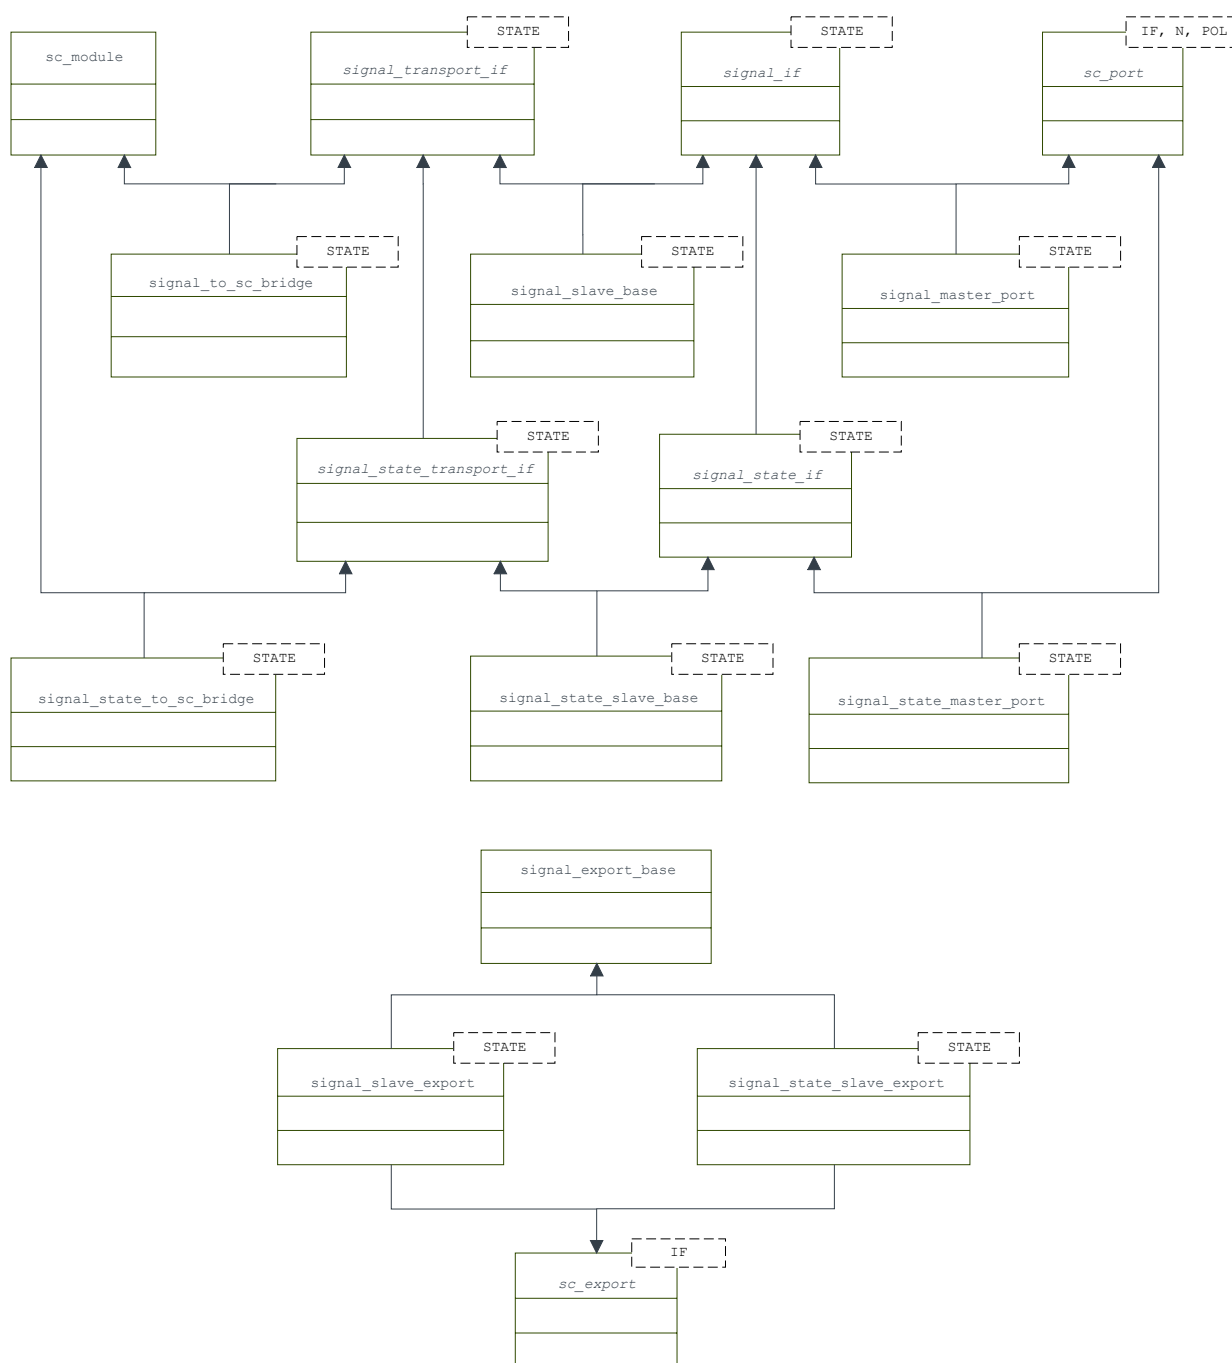 STATE
STATE
IF, N, POL
sc_module
signal_transport_if
signal_if
sc_port
STATE
STATE
STATE
signal_to_sc_bridge
signal_slave_base
signal_master_port
STATE
STATE
signal_state_transport_if
signal_state_if
STATE
STATE
STATE
signal_state_to_sc_bridge
signal_state_slave_base
signal_state_master_port
signal_export_base
STATE
STATE
signal_slave_export
signal_state_slave_export
IF
sc_export